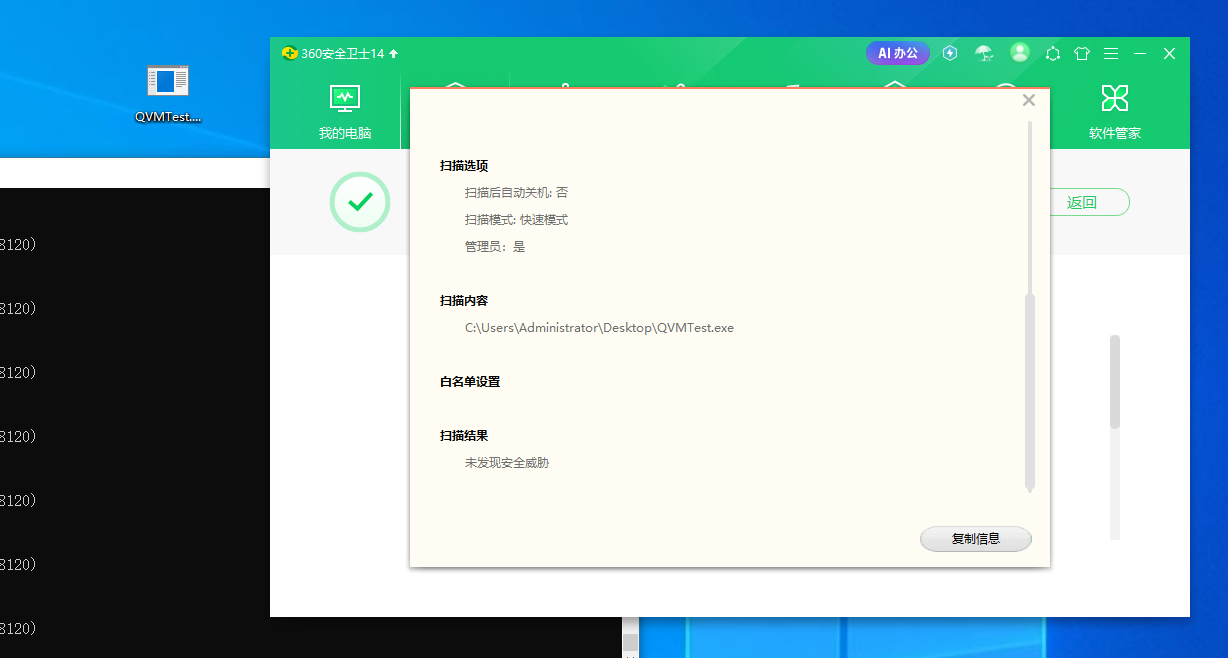 360安全卫士14
AI 办公
QVMTest....
我的电脑
软件管家
返回
扫描选项
扫描后自动关机: 否
扫描模式: 快速模式
管理员：是
扫描内容
C:\Users\Administrator\Desktop\QVMTest.exe
白名单设置
扫描结果
未发现安全威胁
复制信息
8120)
8120)
8120)
8120)
8120)
8120)
8120)